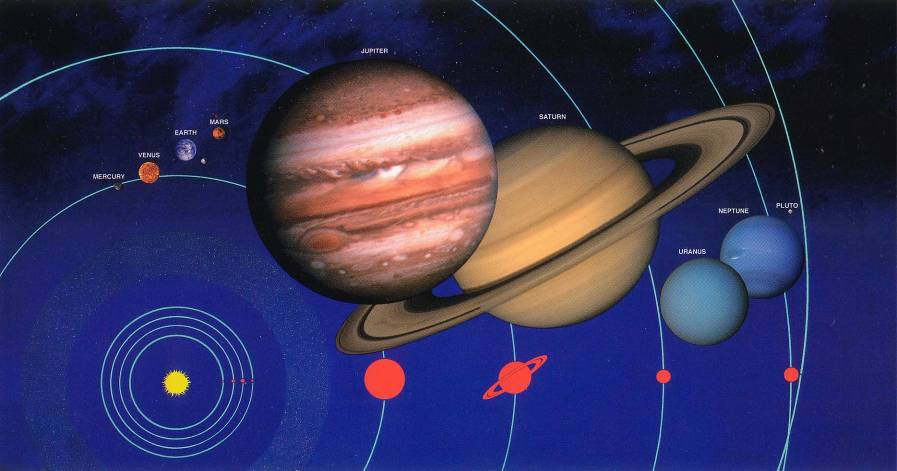 JUPITER
SATURN
MARS
EARTH
VENUS
MERCURY
PLUTO
NEPTUNE
URANUS